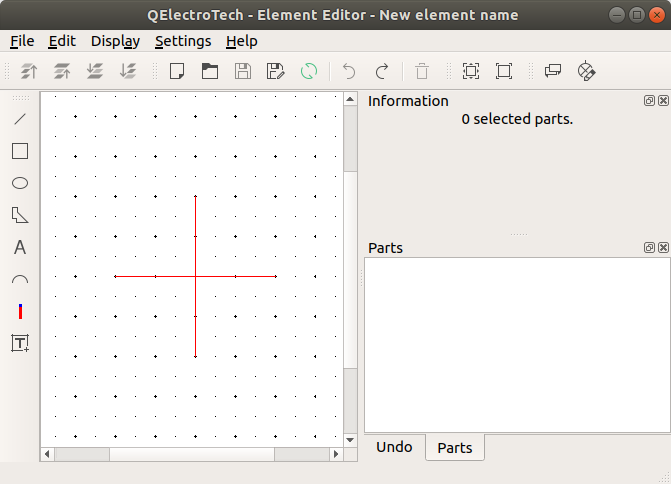 QElectroTech - Element Editor - New element name
File Edit Display Settings Help
Information
0 selected parts.
A
T
Parts
Undo Parts